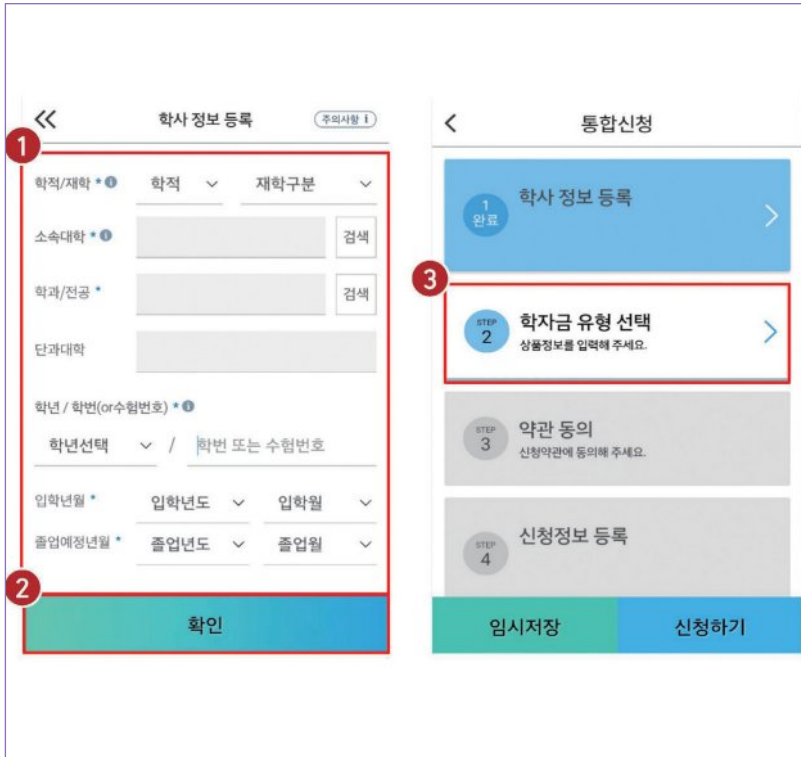 학사 정보 등록
주의사항 i
1
학적/재학 * i
학적
재학구분
소속대학 * i
검색
학과/전공 *
검색
단과대학
학년 / 학번(or수험번호) * i
학년선택 / 학번 또는 수험번호
입학년월 *
입학년도
입학월
졸업예정년월 *
졸업년도
졸업월
2
확인
통합신청
1
완료
학사 정보 등록
3
STEP
2
학자금 유형 선택
상품정보를 입력해 주세요.
STEP
3
약관 동의
신청약관에 동의해 주세요.
STEP
4
신청정보 등록
임시저장
신청하기